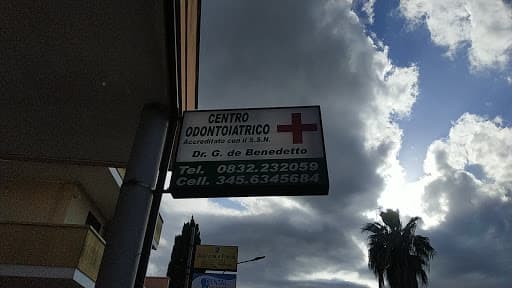 CENTRO
ODONTOIATRICO
Accreditato con il S.S.N.
Dr. G. de Benedetto
Tel. 0832.232059
Cell. 345.6345684